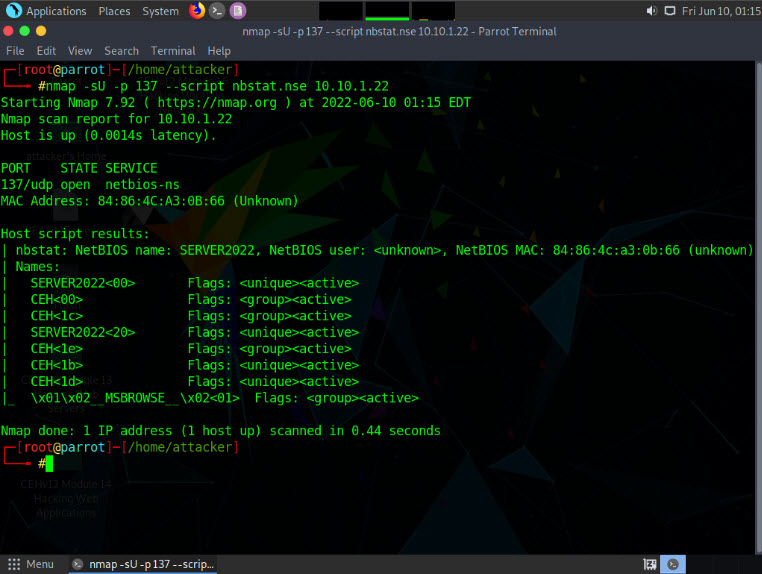 Applications Places System Fri Jun 10, 01:15
nmap -sU -p 137 --script nbstat.nse 10.10.1.22 - Parrot Terminal
File Edit View Search Terminal Help
[root@parrot]-[/home/attacker]
#nmap -sU -p 137 --script nbstat.nse 10.10.1.22
Starting Nmap 7.92 ( https://nmap.org ) at 2022-06-10 01:15 EDT
Nmap scan report for 10.10.1.22
Host is up (0.0014s latency).
attacker's Home
PORT    STATE SERVICE
137/udp open  netbios-ns
MAC Address: 84:86:4C:A3:0B:66 (Unknown)
Host script results:
| nbstat: NetBIOS name: SERVER2022, NetBIOS user: <unknown>, NetBIOS MAC: 84:86:4c:a3:0b:66 (unknown)
| Names:
|   SERVER2022<00>       Flags: <unique><active>
|   CEH<00>              Flags: <group><active>
|   CEH<1c>              Flags: <group><active>
|   SERVER2022<20>       Flags: <unique><active>
|   CEH<1e>              Flags: <group><active>
|   CEH<1b>              Flags: <unique><active>
|   CEH<1d>              Flags: <unique><active>
|_  \x01\x02__MSBROWSE__\x02<01>  Flags: <group><active>
Nmap done: 1 IP address (1 host up) scanned in 0.44 seconds
[root@parrot]-[/home/attacker]
#
CEHv12 Module 14
Hacking Web
Applications
Menu nmap -sU -p 137 --scrip...